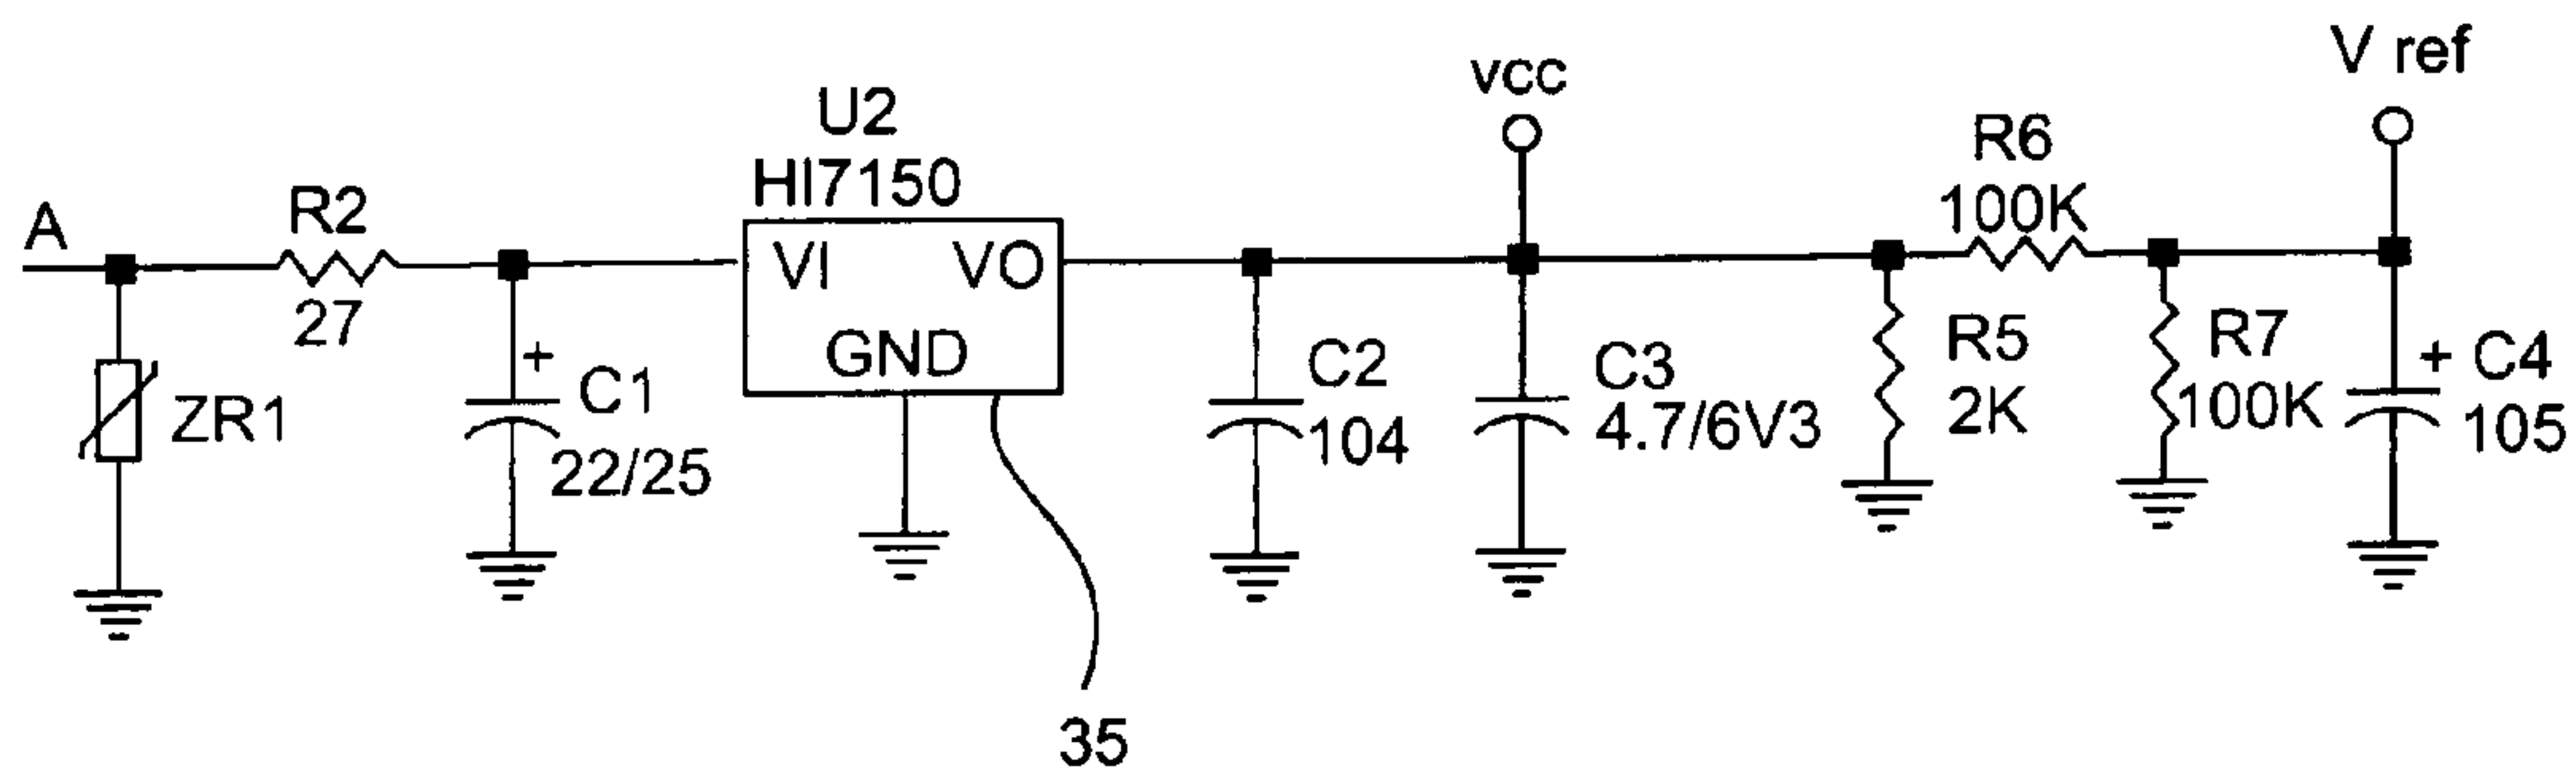 A
R2
27
ZR1
+
C1
22/25
U2
HI7150
VI
VO
GND
35
C2
104
vcc
C3
4.7/6V3
R5
2K
R6
100K
R7
100K
V ref
+ C4
105